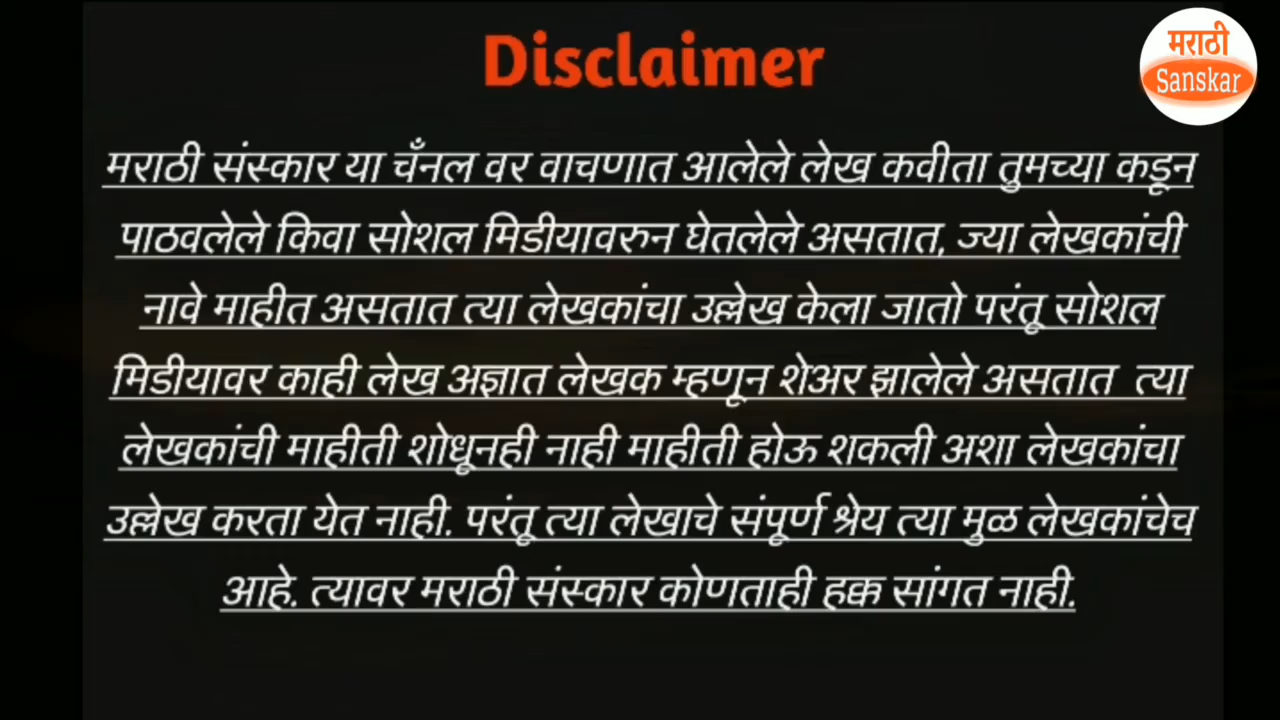 Disclaimer
मराठी
Sanskar
मराठी संस्कार या चँनल वर वाचणात आलेले लेख कवीता तुमच्या कडून
पाठवलेले किवा सोशल मिडीयावरुन घेतलेले असतात, ज्या लेखकांची
नावे माहीत असतात त्या लेखकांचा उल्लेख केला जातो परंतू सोशल
मिडीयावर काही लेख अज्ञात लेखक म्हणून शेअर झालेले असतात त्या
लेखकांची माहीती शोधूनही नाही माहीती होऊ शकली अशा लेखकांचा
उल्लेख करता येत नाही. परंतू त्या लेखाचे संपूर्ण श्रेय त्या मुळ लेखकांचेच
आहे. त्यावर मराठी संस्कार कोणताही हक्क सांगत नाही.